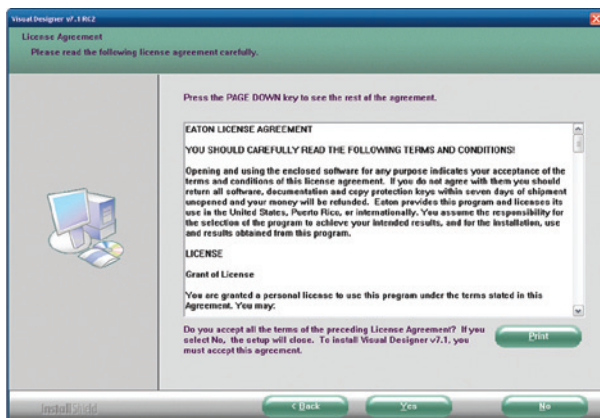 Visual Designer v7.1 RC2
License Agreement
Please read the following license agreement carefully.
Press the PAGE DOWN key to see the rest of the agreement.
EATON LICENSE AGREEMENT
YOU SHOULD CAREFULLY READ THE FOLLOWING TERMS AND CONDITIONS!
Opening and using the enclosed software for any purpose indicates your acceptance of the
terms and conditions of this license agreement. If you do not agree with them you should
return all software, documentation and copy protection keys within seven days of shipment
unopened and your money will be refunded. Eaton provides this program and licenses its
use in the United States, Puerto Rico, or internationally. You assume the responsibility for
the selection of the program to achieve your intended results, and for the installation, use
and results obtained from this program.
LICENSE
Grant of License
You are granted a personal license to use this program under the terms stated in this
Agreement. You may:
Do you accept all the terms of the preceding License Agreement? If you
select No, the setup will close. To install Visual Designer v7.1, you
must accept this agreement.
Print
InstallShield
< Back
Yes
No